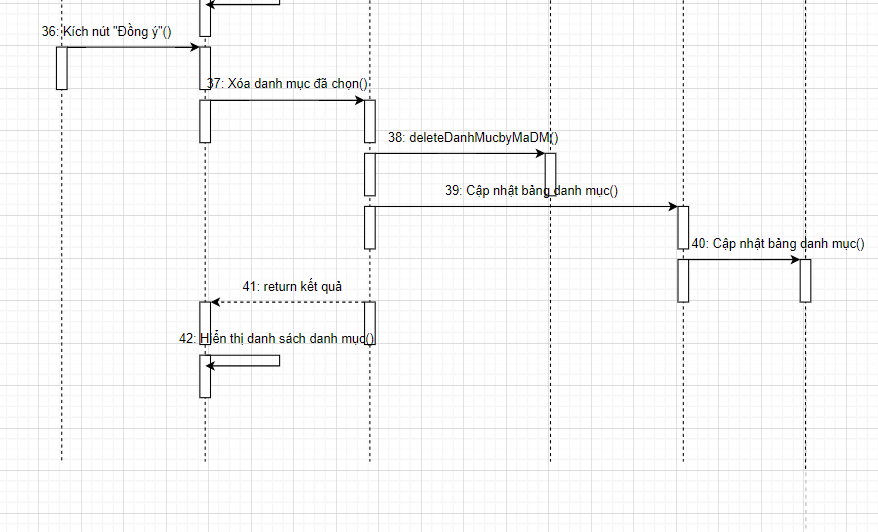 36: Kích nút "Đồng ý"()
37: Xóa danh mục đã chọn()
38: deleteDanhMucbyMaDM()
39: Cập nhật bảng danh mục()
40: Cập nhật bảng danh mục()
41: return kết quả
42: Hiển thị danh sách danh mục()